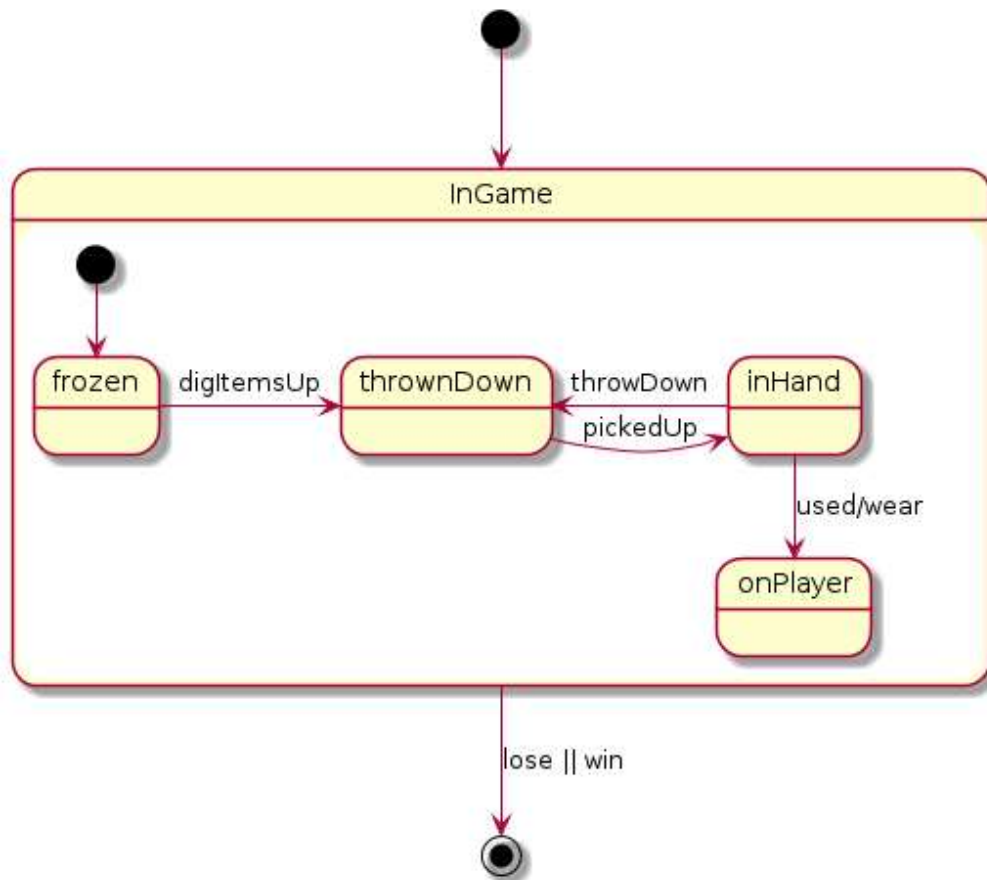 InGame
frozen
digItemsUp
thrownDown
throwDown
inHand
pickedUp
used/wear
onPlayer
lose || win